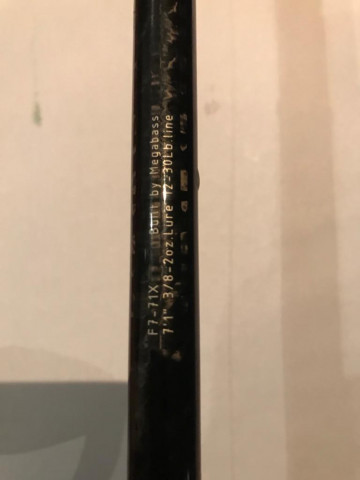 F7-71X Built by Megabass
7'1" 3/8-2oz.Lure 12-30Lb line